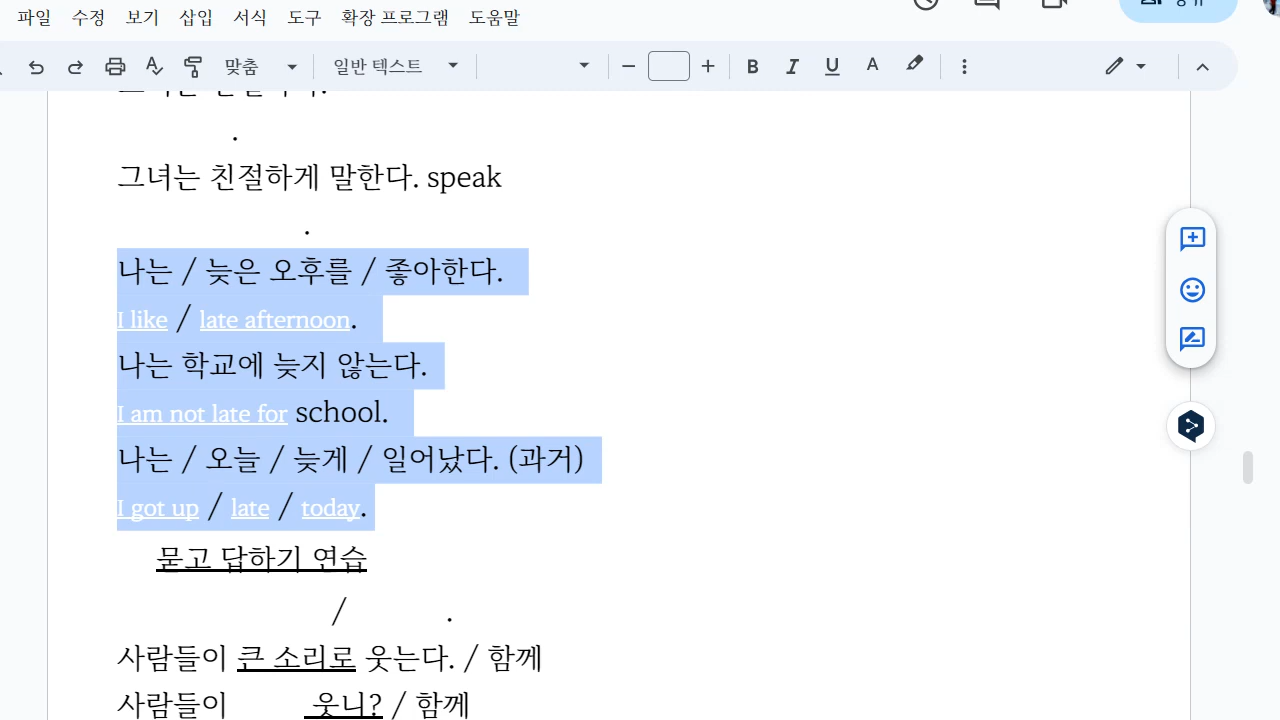 파일 수정 보기 삽입 서식 도구 확장 프로그램 도움말
맞춤 일반 텍스트 B I U A
.
그녀는 친절하게 말한다. speak
.
나는 / 늦은 오후를 / 좋아한다.
I like / late afternoon.
나는 학교에 늦지 않는다.
I am not late for school.
나는 / 오늘 / 늦게 / 일어났다. (과거)
I got up / late / today.
묻고 답하기 연습
/ .
사람들이 큰 소리로 웃는다. / 함께
사람들이 웃니? / 함께